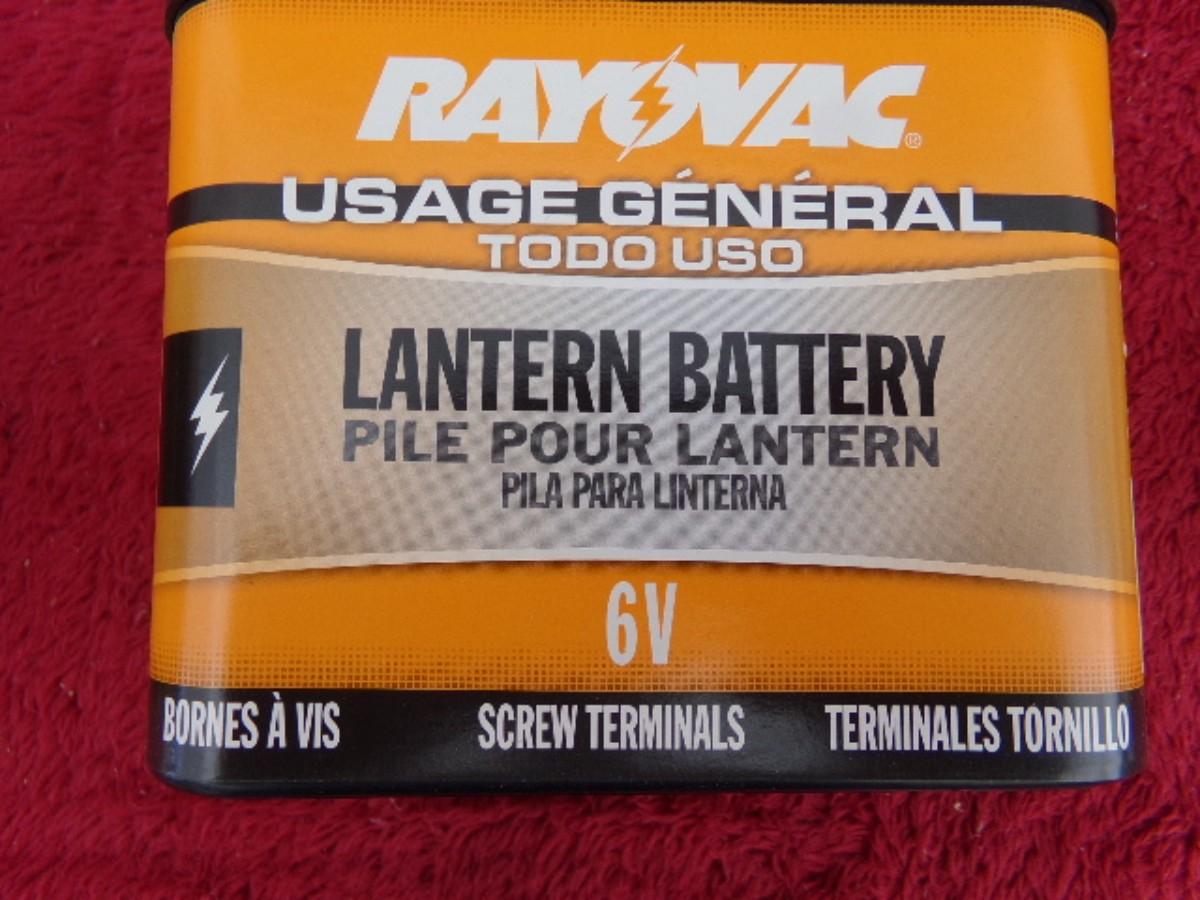 RAYOVAC®
USAGE GÉNÉRAL
TODO USO
LANTERN BATTERY
PILE POUR LANTERN
PILA PARA LINTERNA
6V
BORNES À VIS SCREW TERMINALS TERMINALES TORNILLO